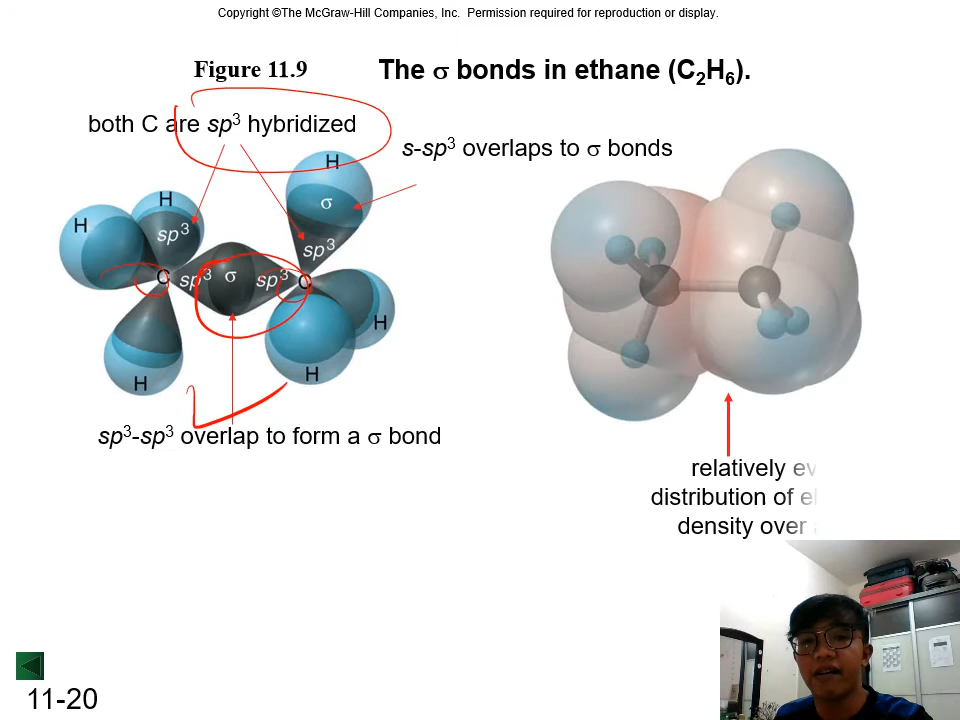 Copyright ©The McGraw-Hill Companies, Inc. Permission required for reproduction or display.
Figure 11.9
The σ bonds in ethane (C₂H₆).
both C are sp³ hybridized
s-sp³ overlaps to σ bonds
H
H
H
σ
sp³
sp³
C
sp³
σ
sp³
C
H
H
H
sp³-sp³ overlap to form a σ bond
relatively
distribution of
density over
11-20